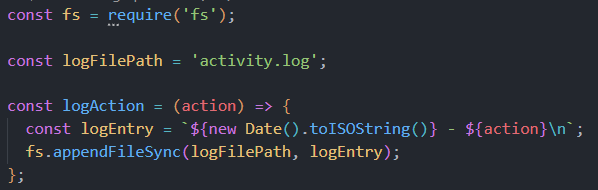 const fs = require('fs');
const logFilePath = 'activity.log';
const logAction = (action) => {
const logEntry = `${new Date().toISOString()} - ${action}\n`;
fs.appendFileSync(logFilePath, logEntry);
};